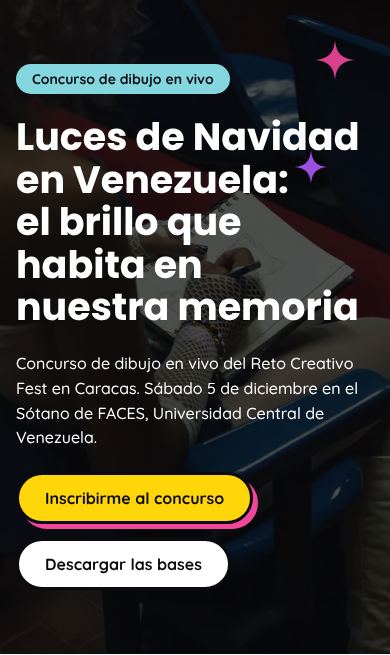 Concurso de dibujo en vivo
Luces de Navidad
en Venezuela:
el brillo que
habita en
nuestra memoria
Concurso de dibujo en vivo del Reto Creativo
Fest en Caracas. Sábado 5 de diciembre en el
Sótano de FACES, Universidad Central de
Venezuela.
Inscribirme al concurso
Descargar las bases